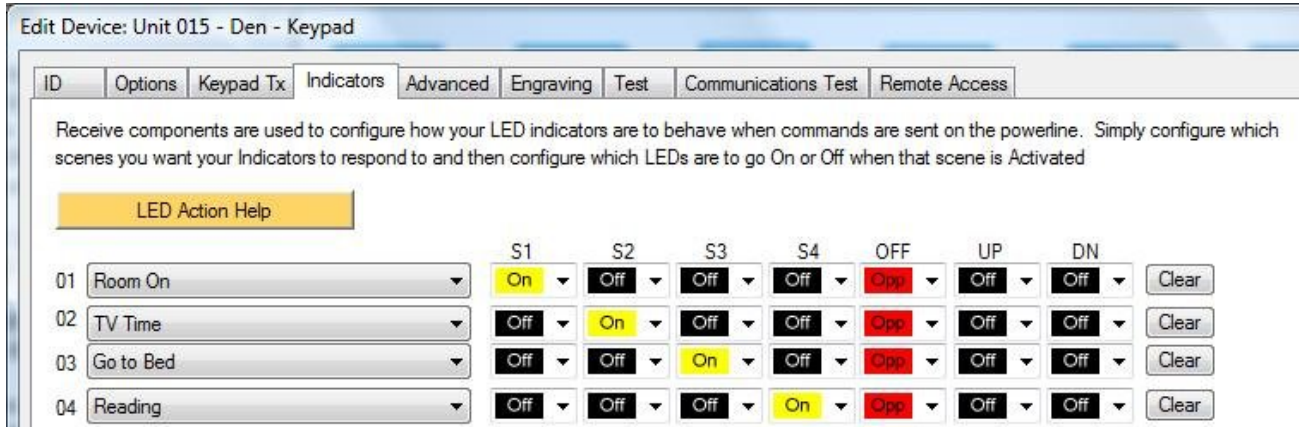 Edit Device: Unit 015 - Den - Keypad
ID Options Keypad Tx Indicators Advanced Engraving Test Communications Test Remote Access
Receive components are used to configure how your LED indicators are to behave when commands are sent on the powerline. Simply configure which
scenes you want your Indicators to respond to and then configure which LEDs are to go On or Off when that scene is Activated
LED Action Help
S1 S2 S3 S4 OFF UP DN
01 Room On On Off Off Off Opp Off Off Clear
02 TV Time Off On Off Off Opp Off Off Clear
03 Go to Bed Off Off On Off Opp Off Off Clear
04 Reading Off Off Off On Opp Off Off Clear